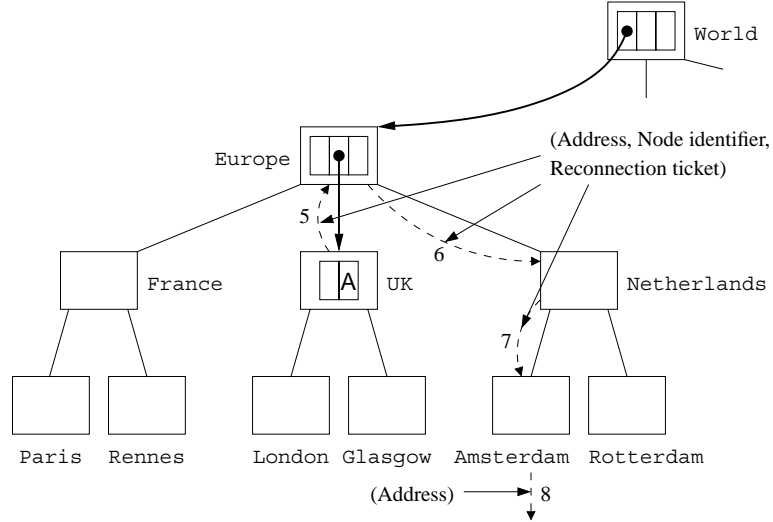 World
(Address, Node identifier,
Reconnection ticket)
Europe
5
6
France
A
UK
Netherlands
7
Paris
Rennes
London
Glasgow
Amsterdam
Rotterdam
(Address)
8